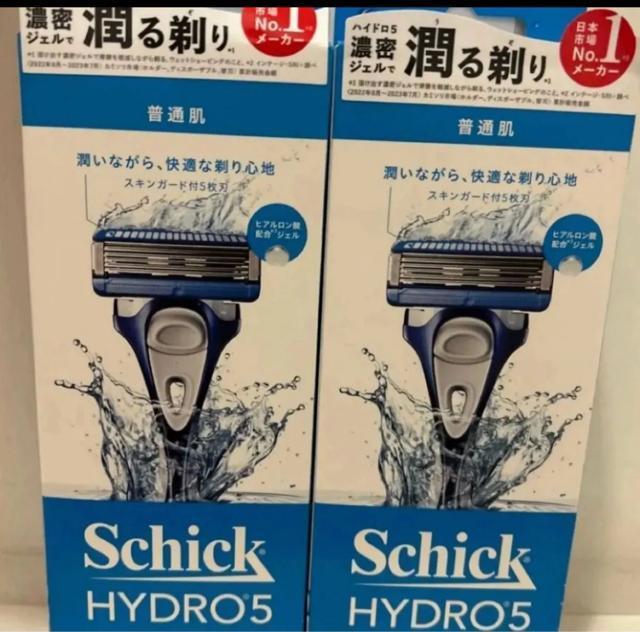 濃密
ジェルで
潤る剃り
市場
No.1
メーカー
普通肌
潤いながら、快適な剃り心地
スキンガード付5枚刃
ヒアルロン酸
配合
ジェル
Schick
HYDRO5
ハイドロ5
濃密
ジェルで
潤る剃り
日本
市場
No.1
メーカー
普通肌
潤いながら、快適な剃り心地
スキンガード付5枚刃
ヒアルロン酸
配合
ジェル
Schick
HYDRO5